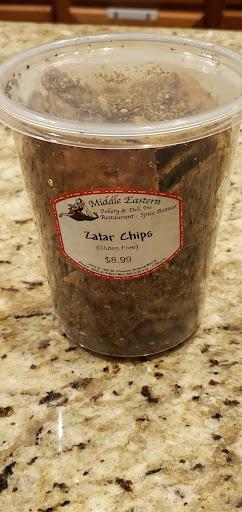 Middle Eastern
Bakery & Deli, Inc
Restaurant - Spice Bazaar
Zatar Chips
(Gluten Free)
$8.99